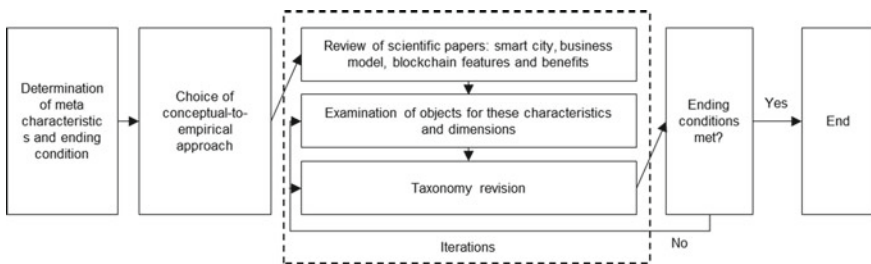 Determination
of meta
characteristic
s and ending
condition
Choice of
conceptual-to-
empirical
approach
Review of scientific papers: smart city, business
model, blockchain features and benefits
Examination of objects for these characteristics
and dimensions
Taxonomy revision
Iterations
Ending
conditions
met?
Yes
No
End